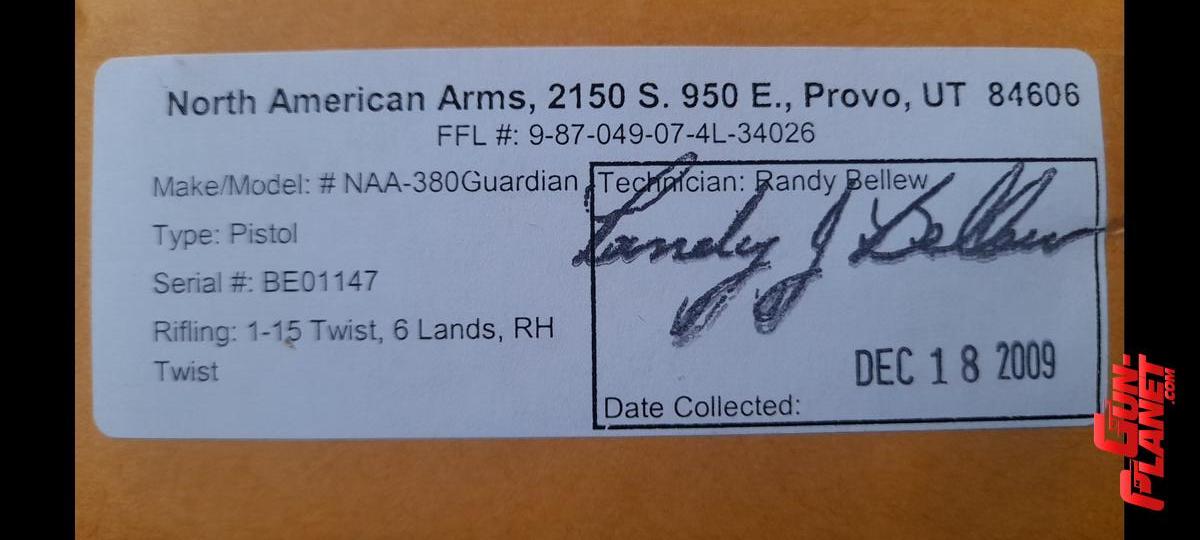 North American Arms, 2150 S. 950 E., Provo, UT 84606
FFL #: 9-87-049-07-4L-34026
Make/Model: # NAA-380Guardian
Type: Pistol
Serial #: BE01147
Rifling: 1-15 Twist, 6 Lands, RH
Twist
Technician: Randy Bellew
Randy J Bellew
DEC 18 2009
Date Collected:
GUN-
PLANET
.COM